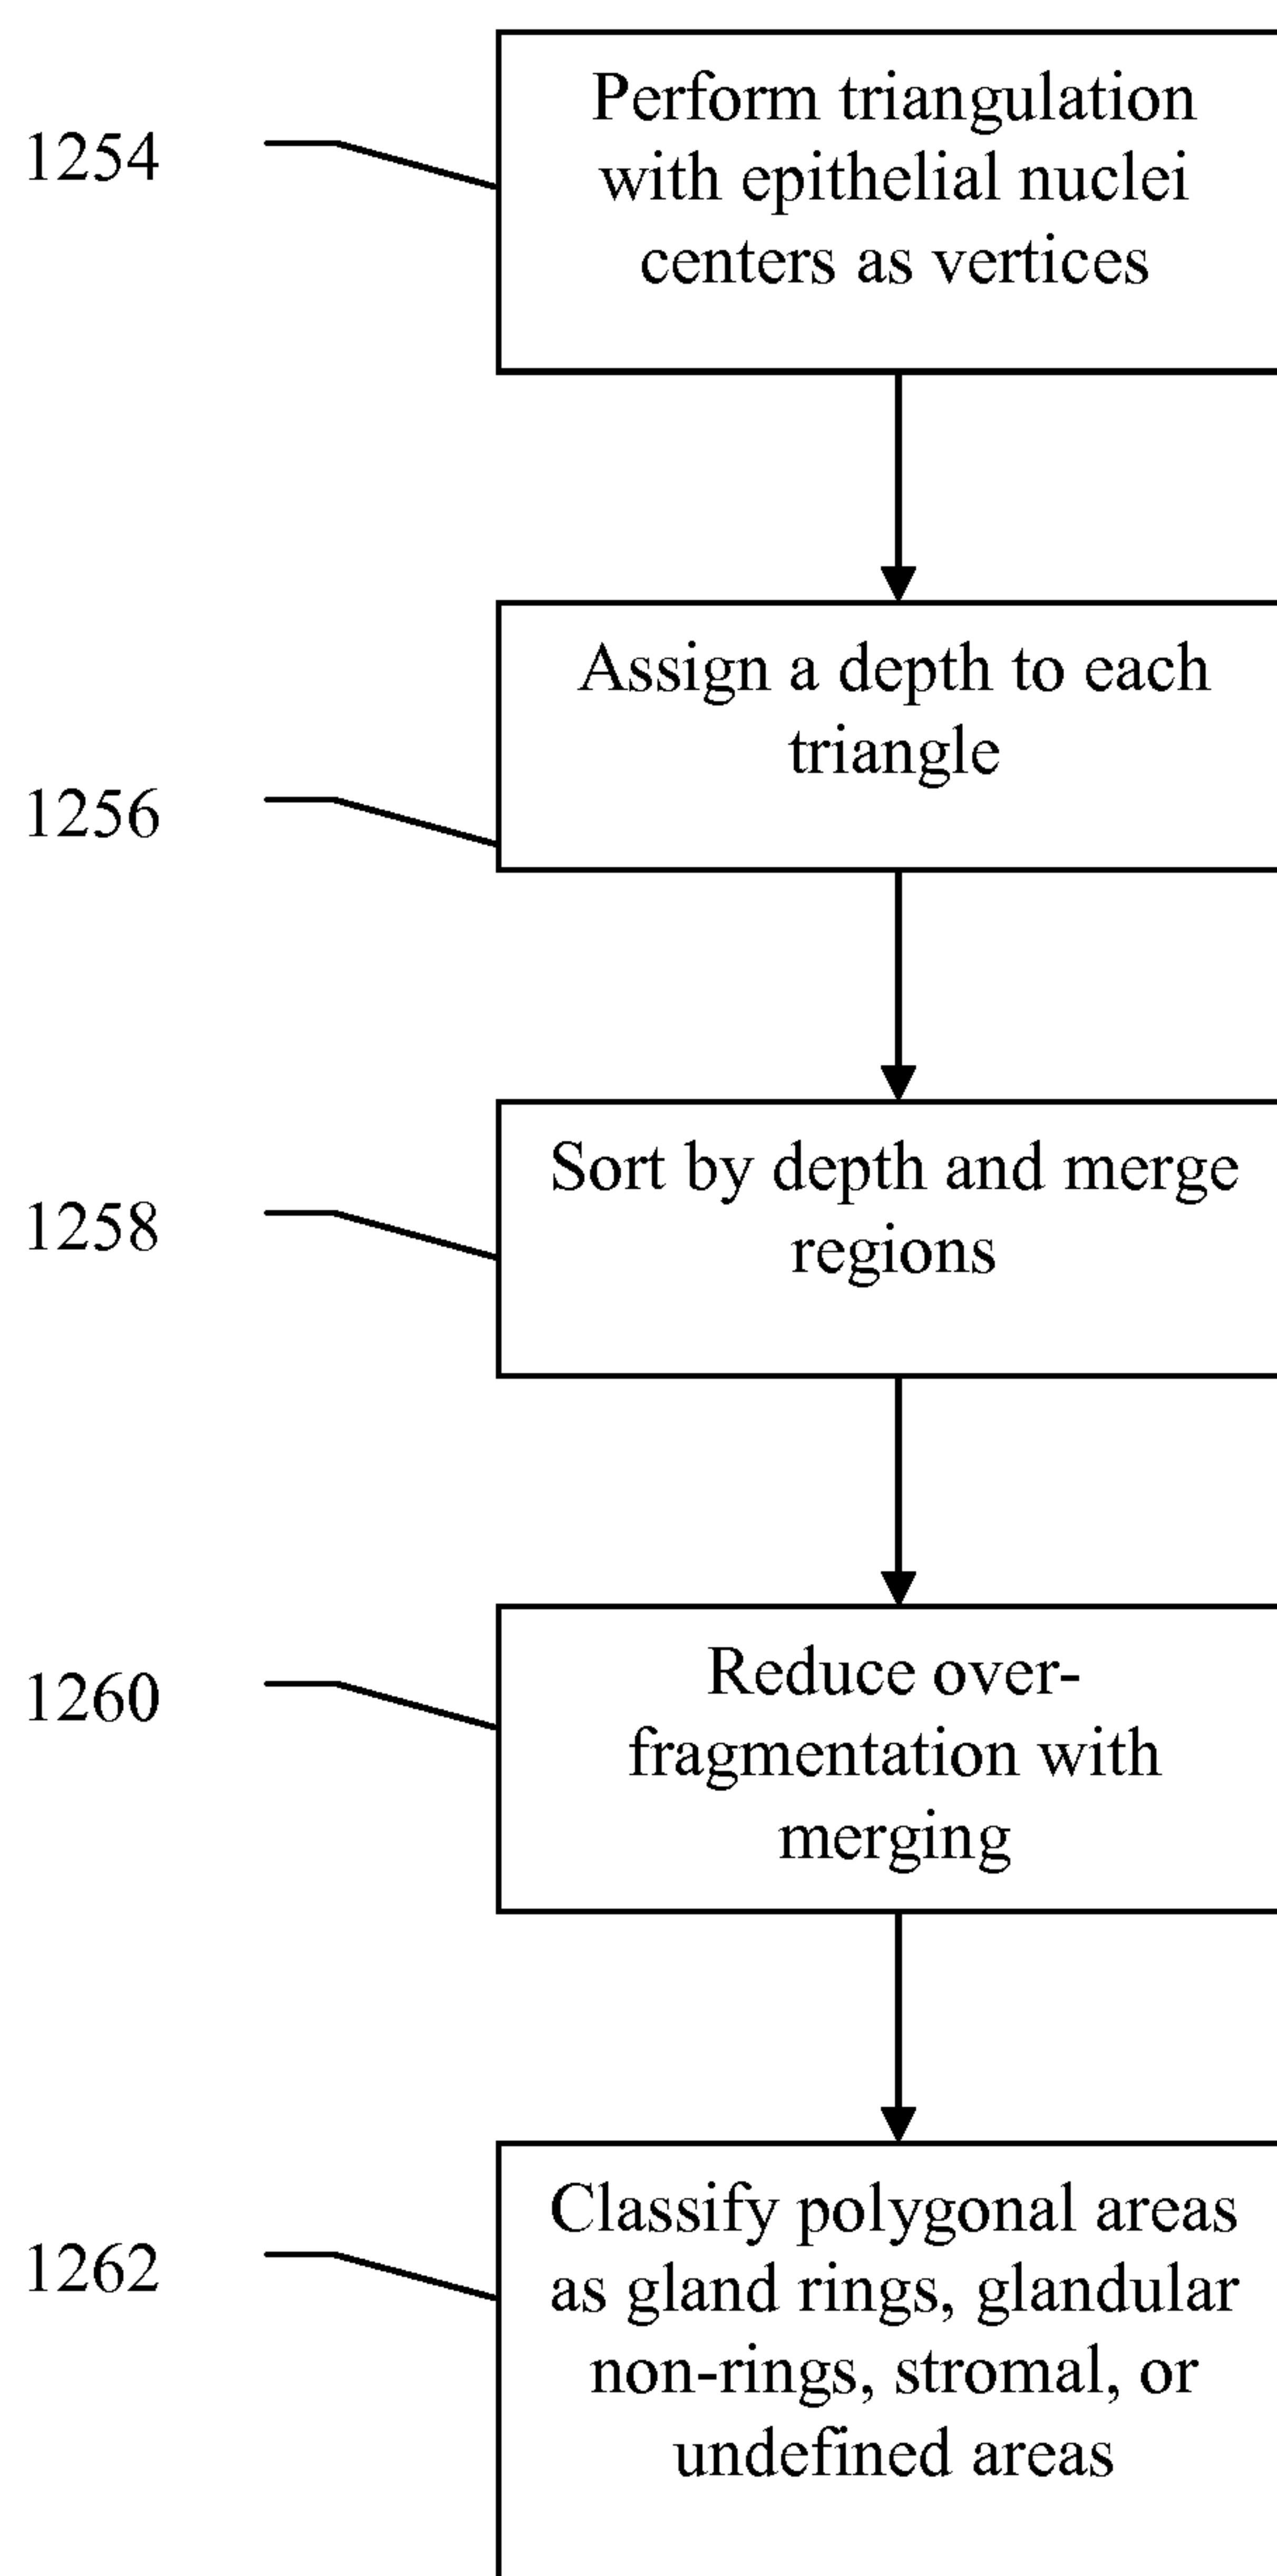 1254
Perform triangulation
with epithelial nuclei
centers as vertices
1256
Assign a depth to each
triangle
1258
Sort by depth and merge
regions
1260
Reduce over-
fragmentation with
merging
1262
Classify polygonal areas
as gland rings, glandular
non-rings, stromal, or
undefined areas